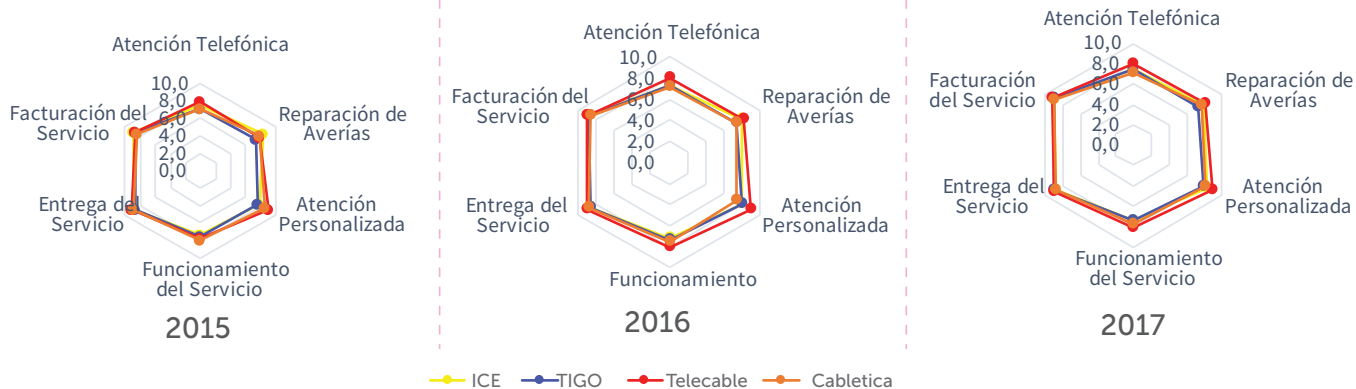 Atención Telefónica
10,0
8,0
6,0
4,0
2,0
0,0
Reparación de
Averías
Atención
Personalizada
Funcionamiento
del Servicio
Entrega del
Servicio
Facturación del
Servicio
2015
Atención Telefónica
10,0
8,0
6,0
4,0
2,0
0,0
Reparación de
Averías
Atención
Personalizada
Funcionamiento
Entrega del
Servicio
Facturación del
Servicio
2016
Atención Telefónica
10,0
8,0
6,0
4,0
2,0
0,0
Reparación de
Averías
Atención
Personalizada
Funcionamiento
del Servicio
Entrega del
Servicio
Facturación
del Servicio
2017
ICE TIGO Telecable Cabletica